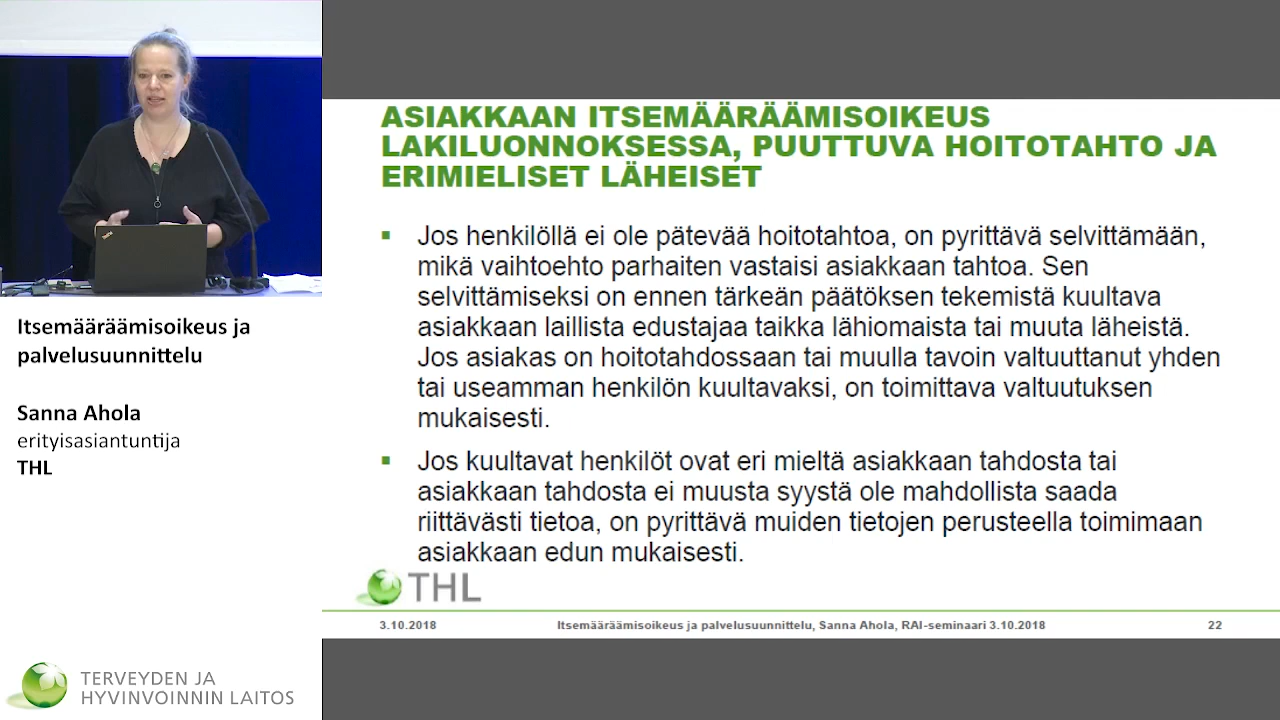 Itsemääräämisoikeus ja
palvelusuunnittelu
Sanna Ahola
erityisasiantuntija
THL
TERVEYDEN JA
HYVINVOINNIN LAITOS
ASIAKKAAN ITSEMÄÄRÄÄMISOIKEUS
LAKILUONNOKSESSA, PUUTTUVA HOITOTAHTO JA
ERIMIELISET LÄHEISET
▪ Jos henkilöllä ei ole pätevää hoitotahtoa, on pyrittävä selvittämään,
mikä vaihtoehto parhaiten vastaisi asiakkaan tahtoa. Sen
selvittämiseksi on ennen tärkeän päätöksen tekemistä kuultava
asiakkaan laillista edustajaa taikka lähiomaista tai muuta läheistä.
Jos asiakas on hoitotahdossaan tai muulla tavoin valtuuttanut yhden
tai useamman henkilön kuultavaksi, on toimittava valtuutuksen
mukaisesti.
▪ Jos kuultavat henkilöt ovat eri mieltä asiakkaan tahdosta tai
asiakkaan tahdosta ei muusta syystä ole mahdollista saada
riittävästi tietoa, on pyrittävä muiden tietojen perusteella toimimaan
asiakkaan edun mukaisesti.
THL
3.10.2018 Itsemääräämisoikeus ja palvelusuunnittelu, Sanna Ahola, RAI-seminaari 3.10.2018 22